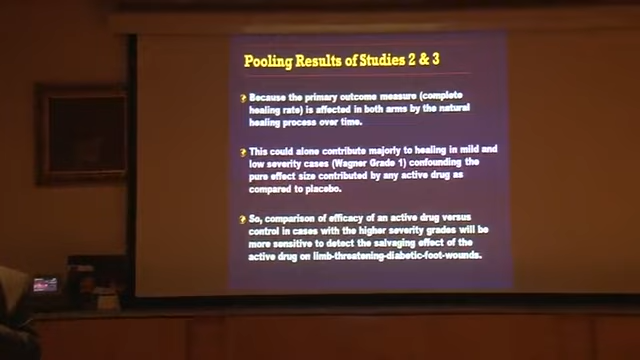 Pooling Results of Studies 2 & 3
? Because the primary outcome measure (complete
healing rate) is affected in both arms by the natural
healing process over time.
? This could alone contribute majorly to healing in mild and
low severity cases (Wagner Grade 1) confounding the
pure effect size contributed by any active drug as
compared to placebo.
? So, comparison of efficacy of an active drug versus
control in cases with the higher severity grades will be
more sensitive to detect the salvaging effect of the
active drug on limb-threatening-diabetic-foot-wounds.